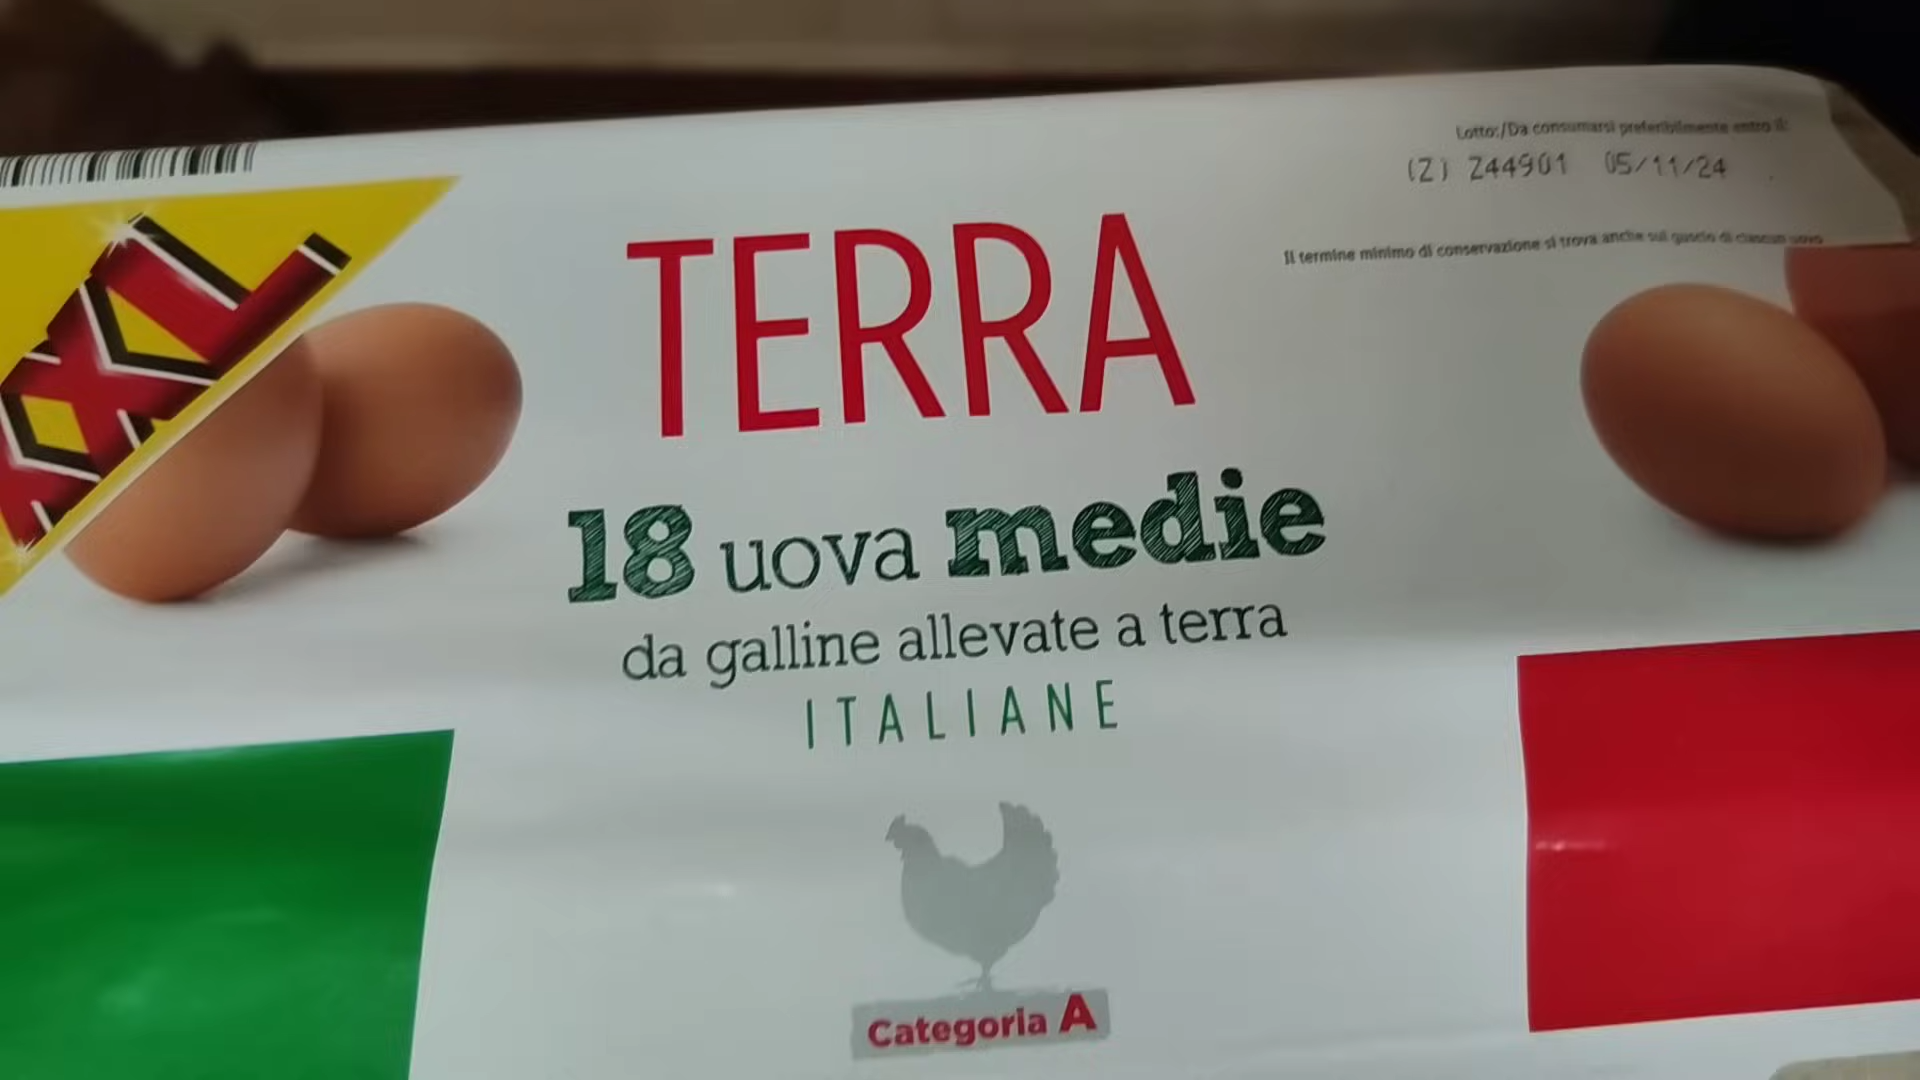 Lotto:/Da consumarsi preferibilmente entro il:
(Z) Z44901 05/11/24
Il termine minimo di conservazione si trova anche sul guscio di ciascun uovo
XXL
TERRA
18 uova medie
da galline allevate a terra
ITALIANE
Categoria A